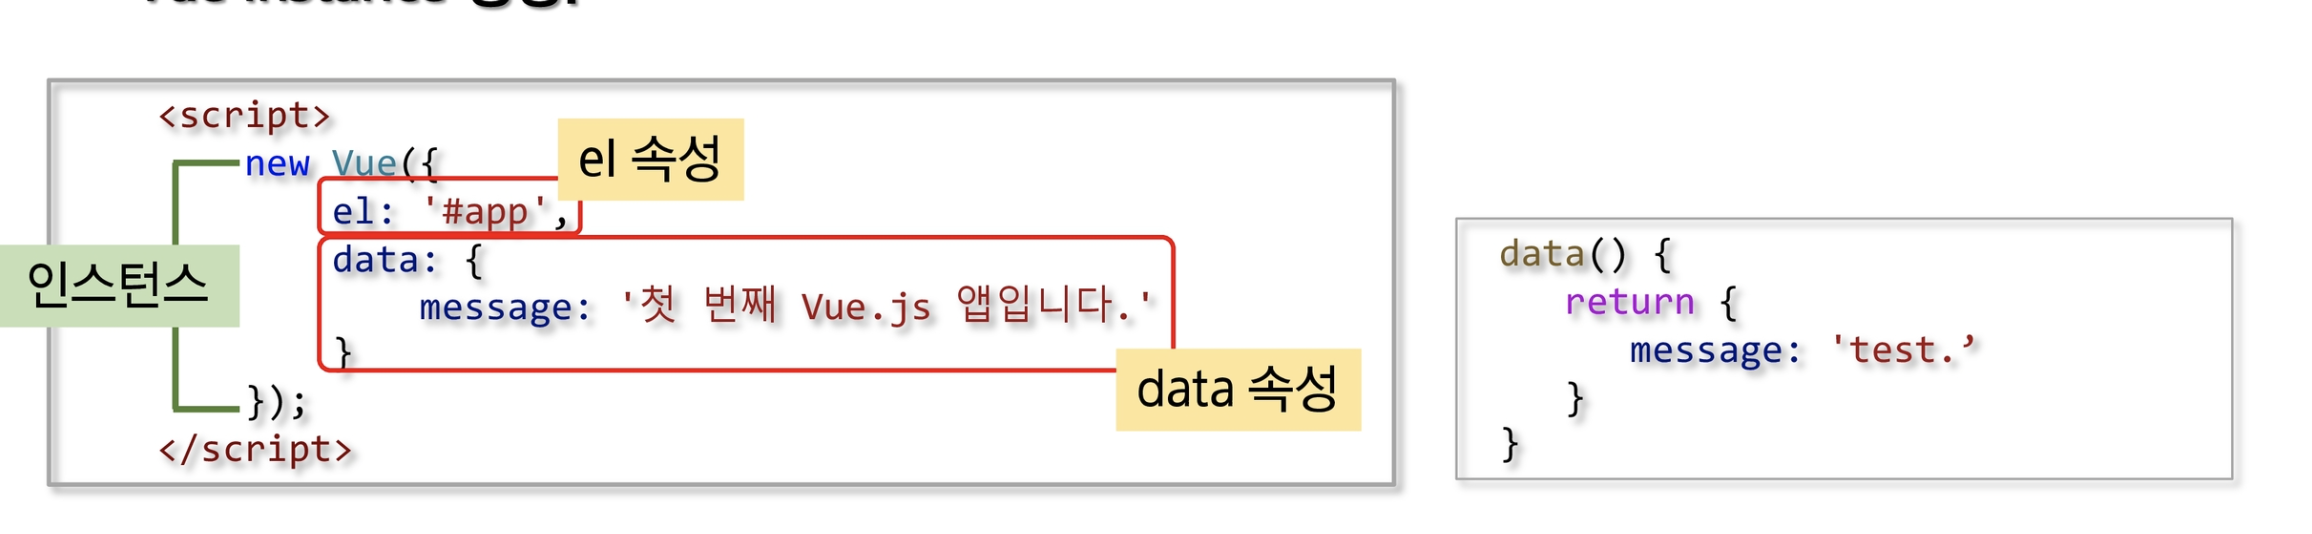 <script>
new Vue({
el 속성
el: '#app',
data: {
인스턴스
message: '첫 번째 Vue.js 앱입니다.'
}
data 속성
});
</script>
data() {
return {
message: 'test.’
}
}